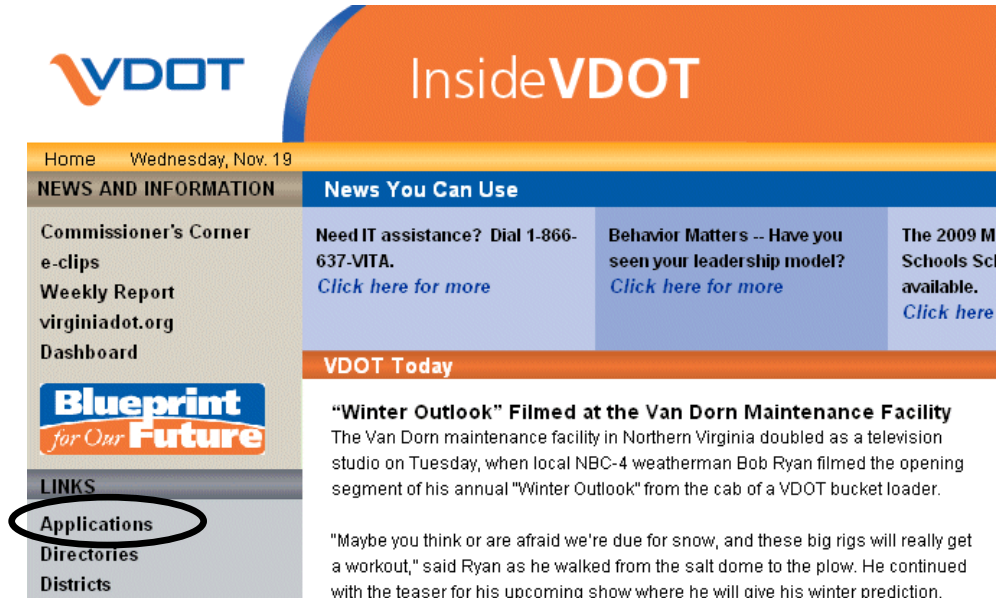 VDOT
InsideVDOT
Home Wednesday, Nov. 19
NEWS AND INFORMATION
Commissioner's Corner
e-clips
Weekly Report
virginiadot.org
Dashboard
Blueprint
for Our Future
LINKS
Applications
Directories
Districts
News You Can Use
Need IT assistance? Dial 1-866-
637-VITA.
Click here for more
Behavior Matters -- Have you
seen your leadership model?
Click here for more
The 2009 M
Schools Sc
available.
Click here
VDOT Today
“Winter Outlook” Filmed at the Van Dorn Maintenance Facility
The Van Dorn maintenance facility in Northern Virginia doubled as a television
studio on Tuesday, when local NBC-4 weatherman Bob Ryan filmed the opening
segment of his annual "Winter Outlook" from the cab of a VDOT bucket loader.
"Maybe you think or are afraid we're due for snow, and these big rigs will really get
a workout," said Ryan as he walked from the salt dome to the plow. He continued
with the teaser for his upcoming show where he will give his winter prediction.